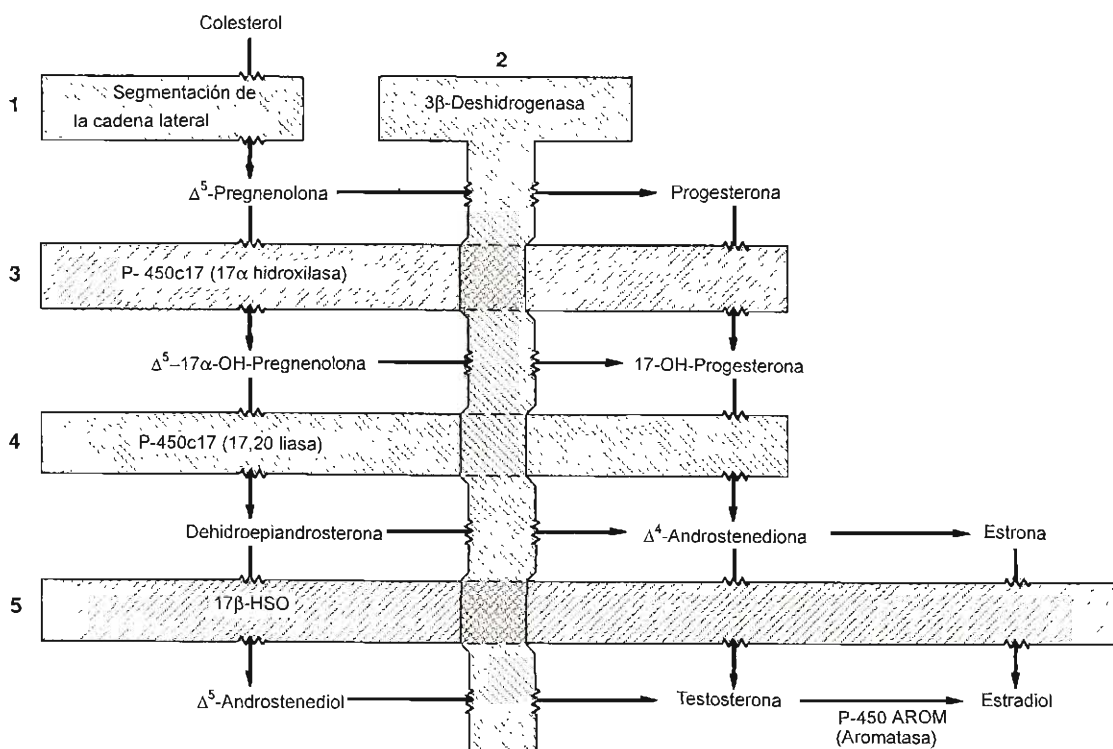 Colesterol
2
1
Segmentación de
la cadena lateral
3β-Deshidrogenasa
Δ⁵-Pregnenolona
Progesterona
3
P- 450c17 (17α hidroxilasa)
Δ⁵–17α-OH-Pregnenolona
17-OH-Progesterona
4
P-450c17 (17,20 liasa)
Dehidroepiandrosterona
Δ⁴-Androstenediona
Estrona
5
17β-HSO
Δ⁵-Androstenediol
Testosterona
P-450 AROM
(Aromatasa)
Estradiol